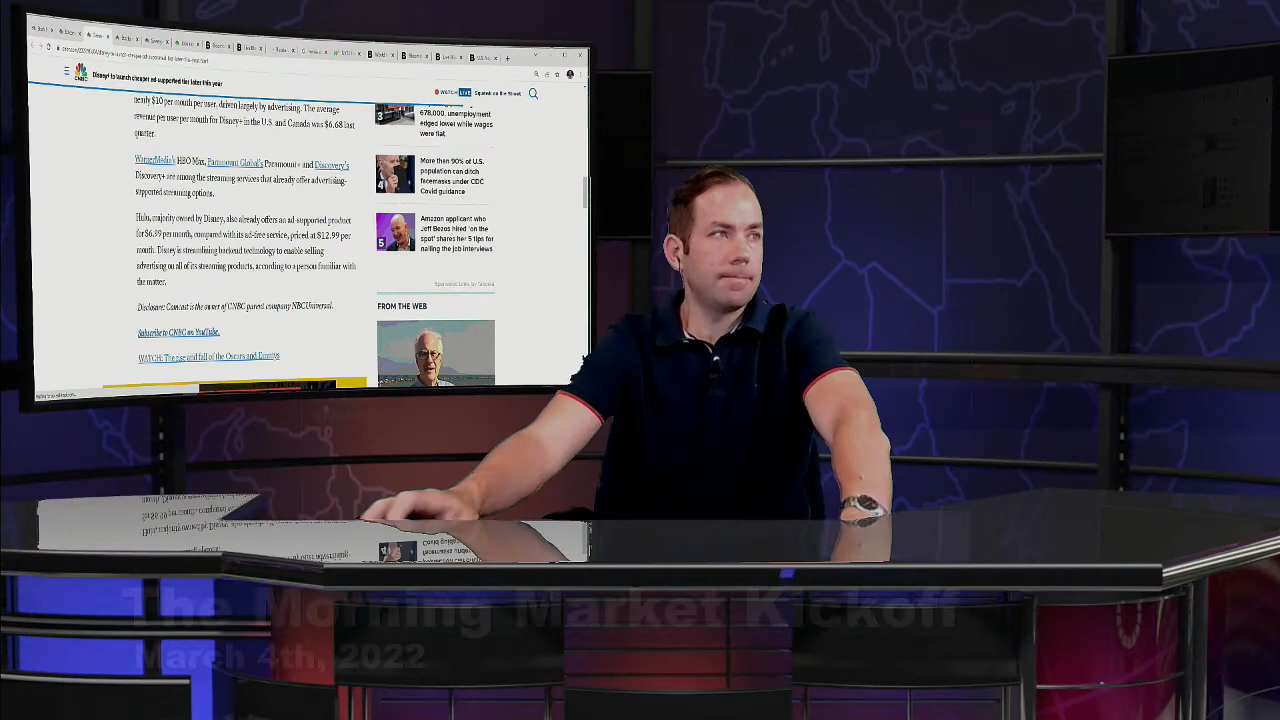 CNBC
Disney+ to launch cheaper ad-supported tier later this year
WATCH LIVE
Squawk on the Street
nearly $10 per month per user, driven largely by advertising. The average
revenue per user per month for Disney+ in the U.S. and Canada was $6.68 last
quarter.
WarnerMedia's HBO Max, Paramount Global's Paramount+ and Discovery's
Discovery+ are among the streaming services that already offer advertising-
supported streaming options.
Hulu, majority owned by Disney, also already offers an ad-supported product
for $6.99 per month, compared with its ad-free service, priced at $12.99 per
month. Disney is streamlining backend technology to enable selling
advertising on all of its streaming products, according to a person familiar with
the matter.
Disclosure: Comcast is the owner of CNBC parent company NBCUniversal.
Subscribe to CNBC on YouTube.
WATCH: The rise and fall of the Oscars and Emmys
3
678,000, unemployment
edged lower while wages
were flat
4
More than 90% of U.S.
population can ditch
facemasks under CDC
Covid guidance
5
Amazon applicant who
Jeff Bezos hired 'on the
spot' shares her 5 tips for
nailing the job interviews
Sponsored Links by Taboola
FROM THE WEB
The Morning Market Kickoff
March 4th, 2022